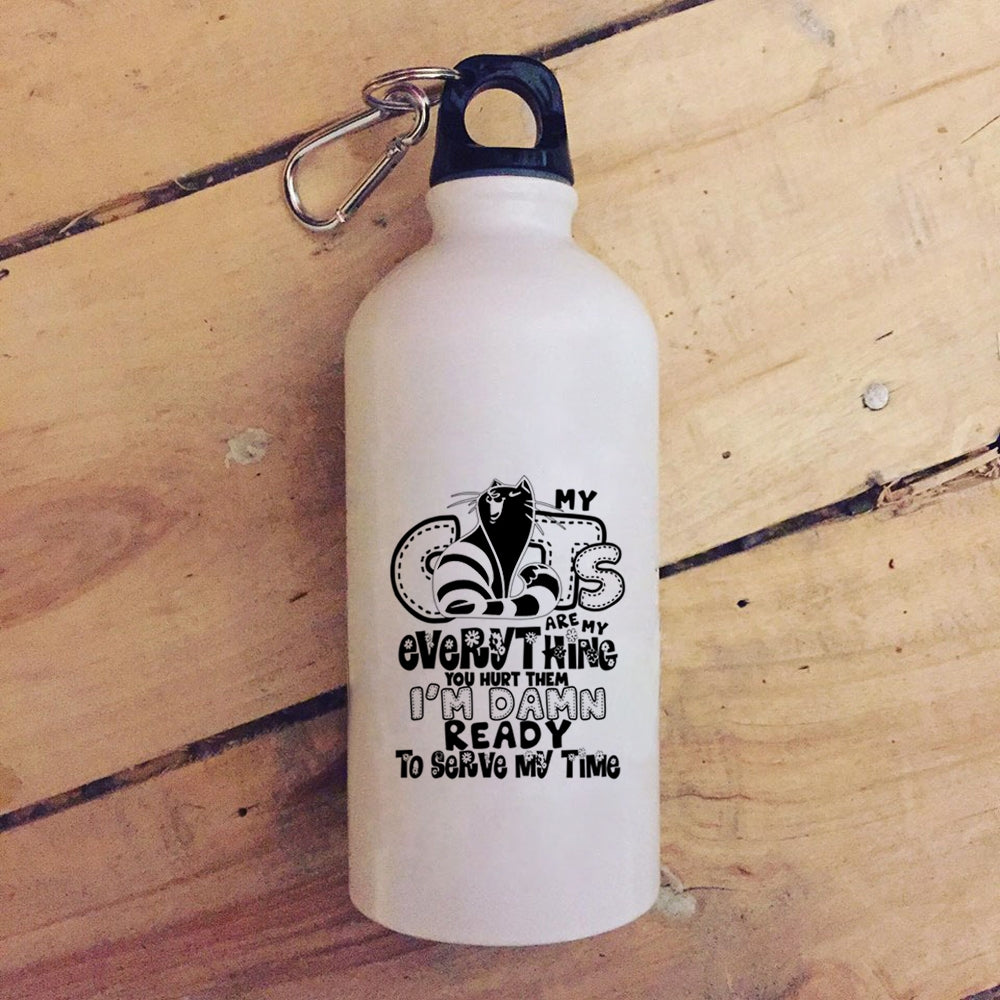 MY
CATS
ARE MY
EVERYTHING
YOU HURT THEM
I'M DAMN
READY
TO SERVE MY TIME